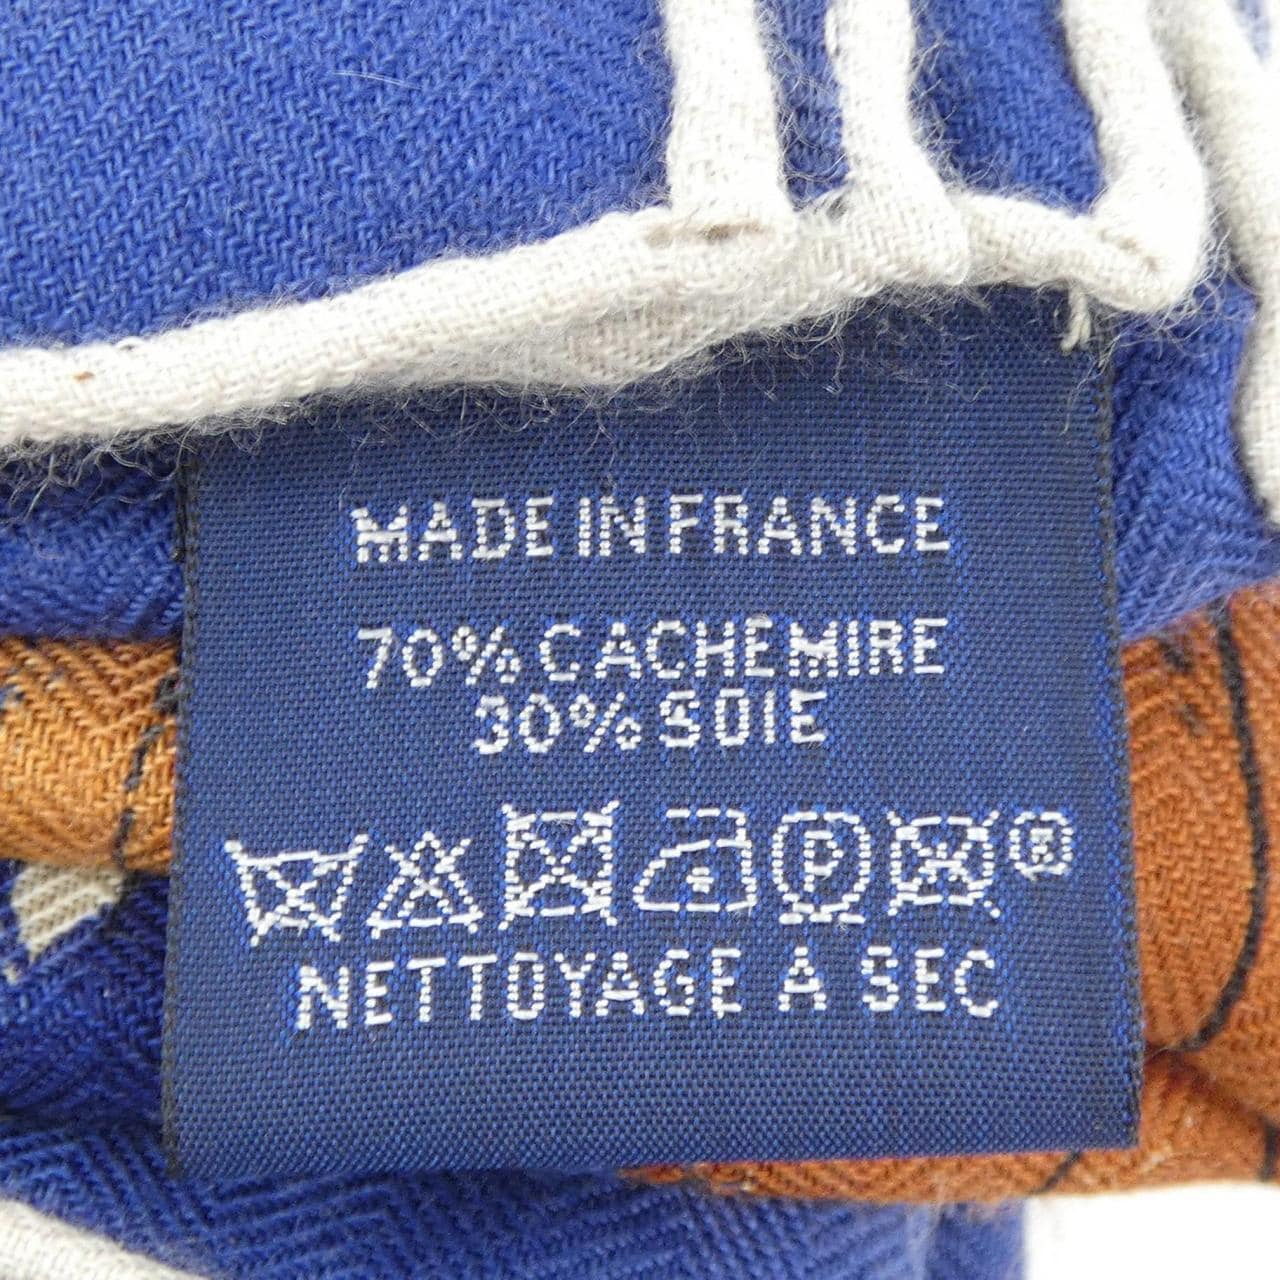 MADE IN FRANCE
70% CACHEMIRE
30% SOIE
P ®
NETTOYAGE A SEC